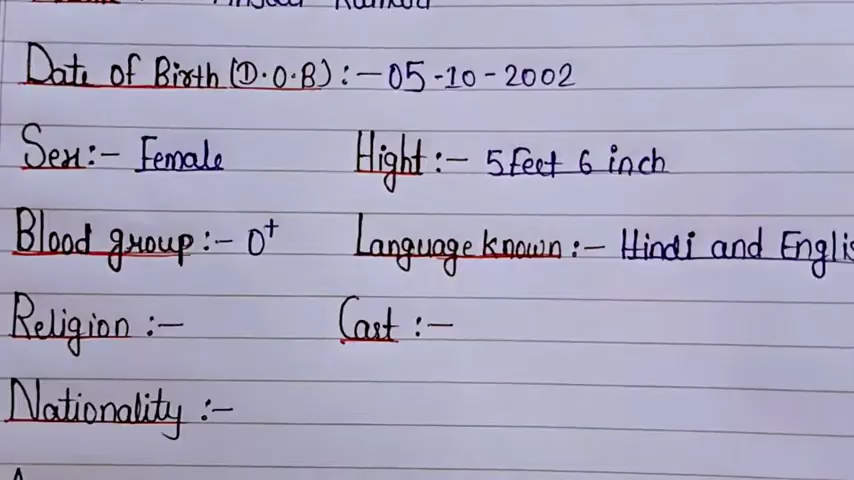 Date of Birth (D.O.B) :- 05-10-2002
Sex:- Female Hight :- 5 feet 6 inch
Blood group :- O+ Language known :- Hindi and Englis
Religion :- Cast :-
Nationality :-